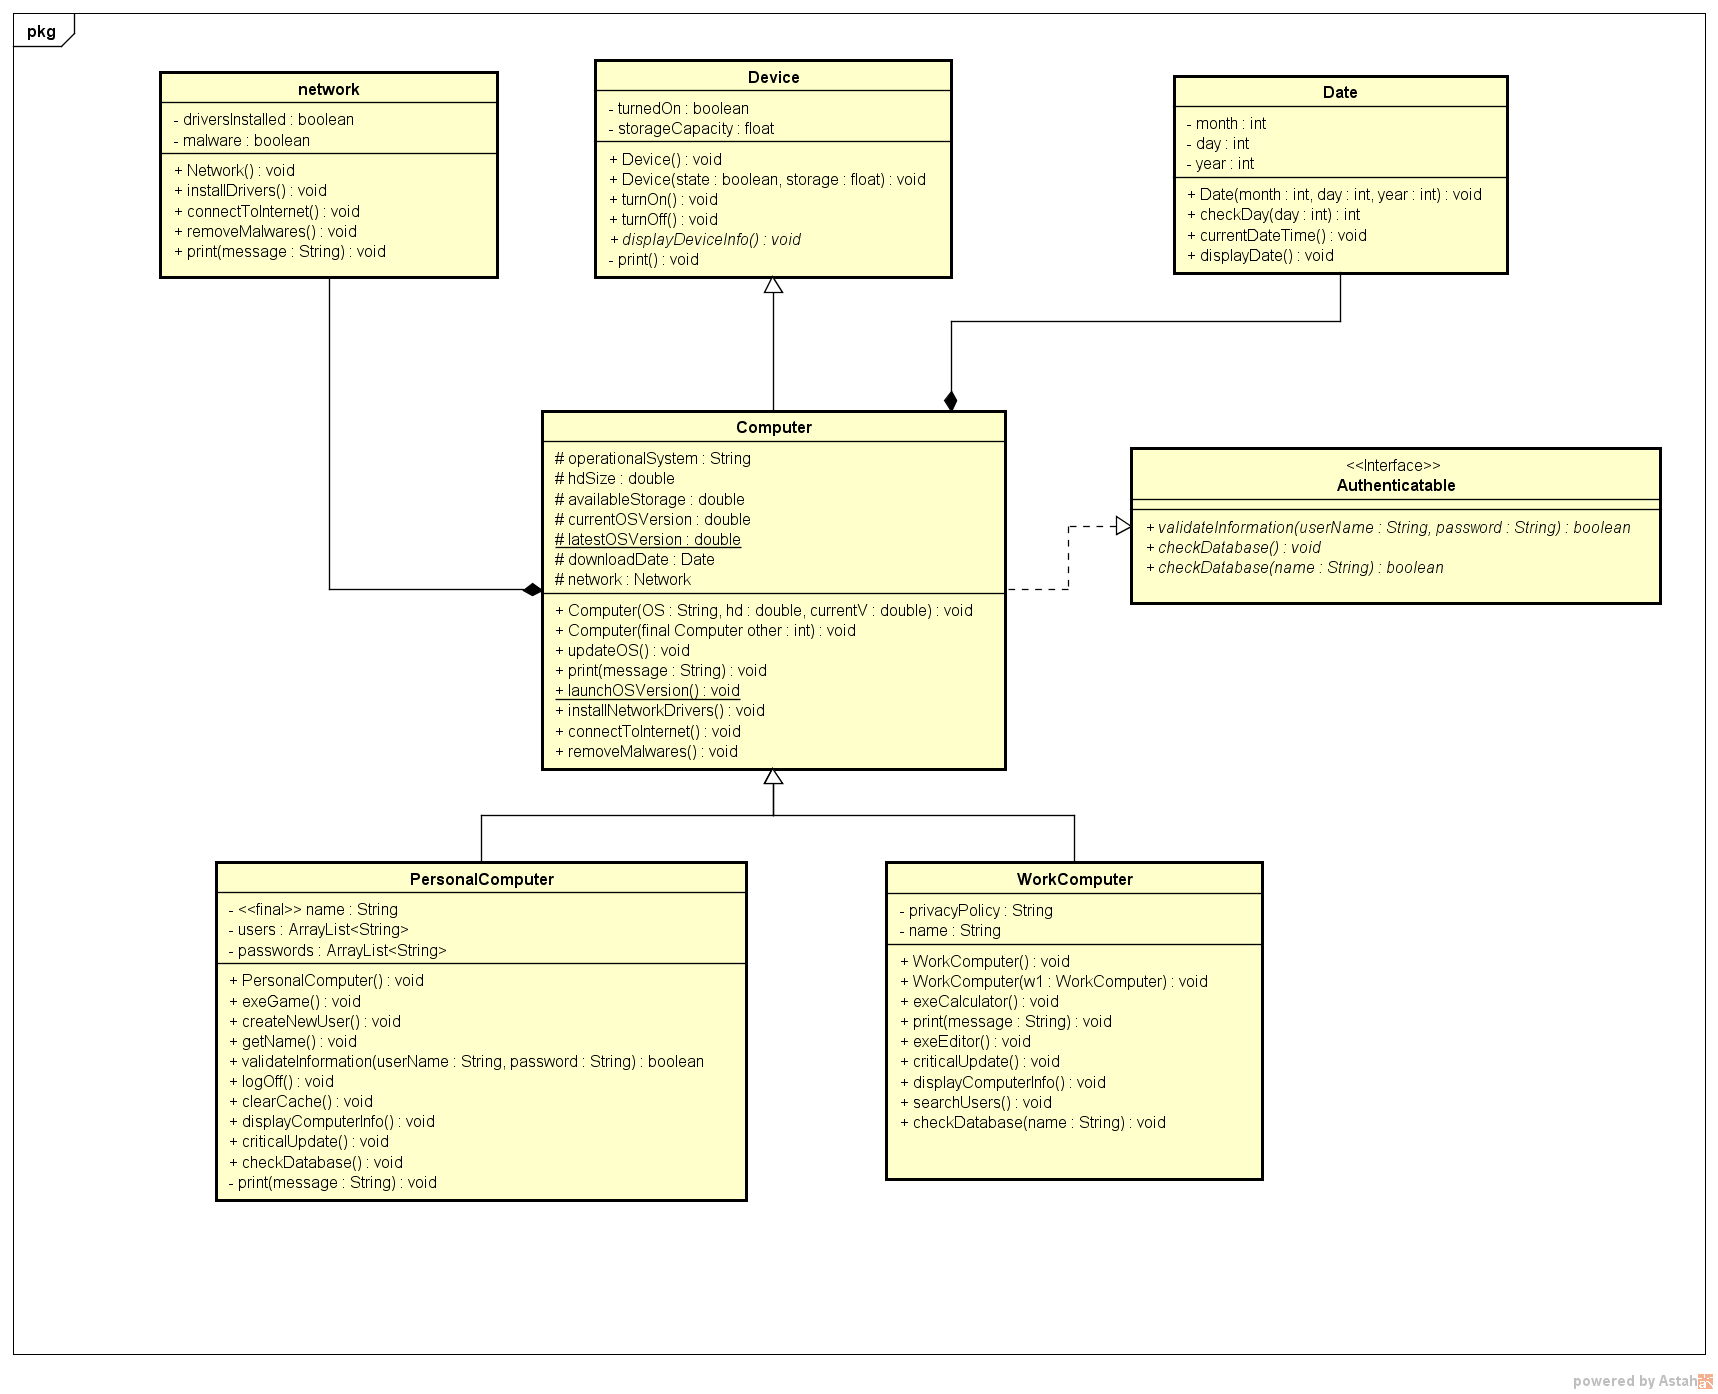 pkg
network
- driversInstalled : boolean
- malware : boolean
+ Network() : void
+ installDrivers() : void
+ connectToInternet() : void
+ removeMalwares() : void
+ print(message : String) : void
Device
- turnedOn : boolean
- storageCapacity : float
+ Device() : void
+ Device(state : boolean, storage : float) : void
+ turnOn() : void
+ turnOff() : void
+ displayDeviceInfo() : void
- print() : void
Date
- month : int
- day : int
- year : int
+ Date(month : int, day : int, year : int) : void
+ checkDay(day : int) : int
+ currentDateTime() : void
+ displayDate() : void
Computer
# operationalSystem : String
# hdSize : double
# availableStorage : double
# currentOSVersion : double
# latestOSVersion : double
# downloadDate : Date
# network : Network
+ Computer(OS : String, hd : double, currentV : double) : void
+ Computer(final Computer other : int) : void
+ updateOS() : void
+ print(message : String) : void
+ launchOSVersion() : void
+ installNetworkDrivers() : void
+ connectToInternet() : void
+ removeMalwares() : void
<<Interface>>
Authenticatable
+ validateInformation(userName : String, password : String) : boolean
+ checkDatabase() : void
+ checkDatabase(name : String) : boolean
PersonalComputer
- <<final>> name : String
- users : ArrayList<String>
- passwords : ArrayList<String>
+ PersonalComputer() : void
+ exeGame() : void
+ createNewUser() : void
+ getName() : void
+ validateInformation(userName : String, password : String) : boolean
+ logOff() : void
+ clearCache() : void
+ displayComputerInfo() : void
+ criticalUpdate() : void
+ checkDatabase() : void
- print(message : String) : void
WorkComputer
- privacyPolicy : String
- name : String
+ WorkComputer() : void
+ WorkComputer(w1 : WorkComputer) : void
+ exeCalculator() : void
+ print(message : String) : void
+ exeEditor() : void
+ criticalUpdate() : void
+ displayComputerInfo() : void
+ searchUsers() : void
+ checkDatabase(name : String) : void
powered by Astah